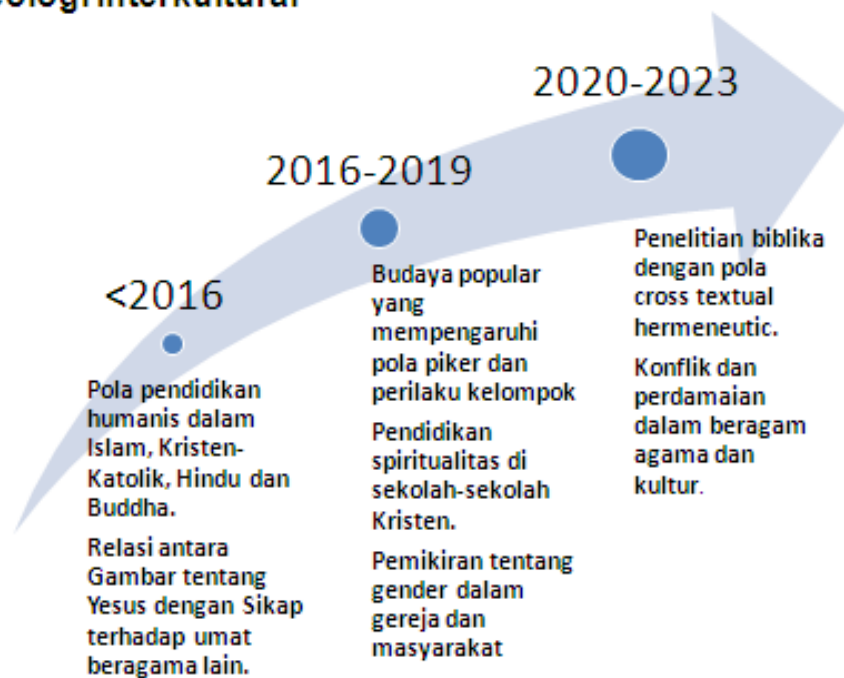 <2016
Pola pendidikan
humanis dalam
Islam, Kristen-
Katolik, Hindu dan
Buddha.
Relasi antara
Gambar tentang
Yesus dengan Sikap
terhadap umat
beragama lain.
2016-2019
Budaya popular
yang
mempengaruhi
pola piker dan
perilaku kelompok
Pendidikan
spiritualitas di
sekolah-sekolah
Kristen.
Pemikiran tentang
gender dalam
gereja dan
masyarakat
2020-2023
Penelitian biblika
dengan pola
cross textual
hermeneutic.
Konflik dan
perdamaian
dalam beragam
agama dan
kultur.